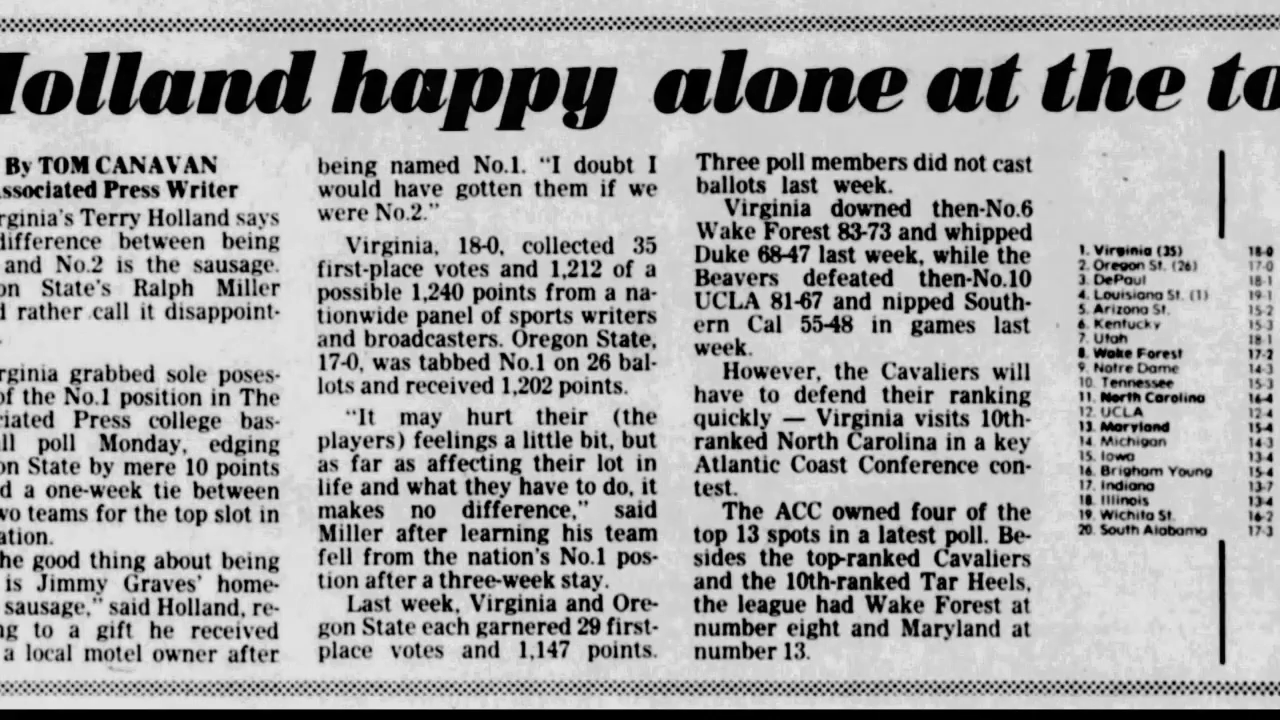 Holland happy alone at the to
By TOM CANAVAN
Associated Press Writer
rginia's Terry Holland says
difference between being
and No.2 is the sausage.
on State's Ralph Miller
d rather call it disappoint-
rginia grabbed sole poses-
of the No.1 position in The
ciated Press college bas-
ll poll Monday, edging
on State by mere 10 points
d a one-week tie between
wo teams for the top slot in
ation.
he good thing about being
is Jimmy Graves' home-
sausage," said Holland, re-
ng to a gift he received
a local motel owner after
being named No.1. "I doubt I
would have gotten them if we
were No.2."
Virginia, 18-0, collected 35
first-place votes and 1,212 of a
possible 1,240 points from a na-
tionwide panel of sports writers
and broadcasters. Oregon State,
17-0, was tabbed No.1 on 26 bal-
lots and received 1,202 points.
"It may hurt their (the
players) feelings a little bit, but
as far as affecting their lot in
life and what they have to do, it
makes no difference," said
Miller after learning his team
fell from the nation's No.1 pos-
tion after a three-week stay.
Last week, Virginia and Ore-
gon State each garnered 29 first-
place votes and 1,147 points.
Three poll members did not cast
ballots last week.
Virginia downed then-No.6
Wake Forest 83-73 and whipped
Duke 68-47 last week, while the
Beavers defeated then-No.10
UCLA 81-67 and nipped South-
ern Cal 55-48 in games last
week.
However, the Cavaliers will
have to defend their ranking
quickly — Virginia visits 10th-
ranked North Carolina in a key
Atlantic Coast Conference con-
test.
The ACC owned four of the
top 13 spots in a latest poll. Be-
sides the top-ranked Cavaliers
and the 10th-ranked Tar Heels,
the league had Wake Forest at
number eight and Maryland at
number 13.
1. Virginia (35) 18-0
2. Oregon St. (26) 17-0
3. DePaul 18-1
4. Louisiana St. (1) 19-1
5. Arizona St. 15-2
6. Kentucky 15-3
7. Utah 18-1
8. Wake Forest 17-2
9. Notre Dame 14-3
10. Tennessee 15-3
11. North Carolina 16-4
12. UCLA 12-4
13. Maryland 15-4
14. Michigan 14-3
15. Iowa 13-4
16. Brigham Young 15-4
17. Indiana 13-7
18. Illinois 13-4
19. Wichita St. 16-2
20. South Alabama 17-3